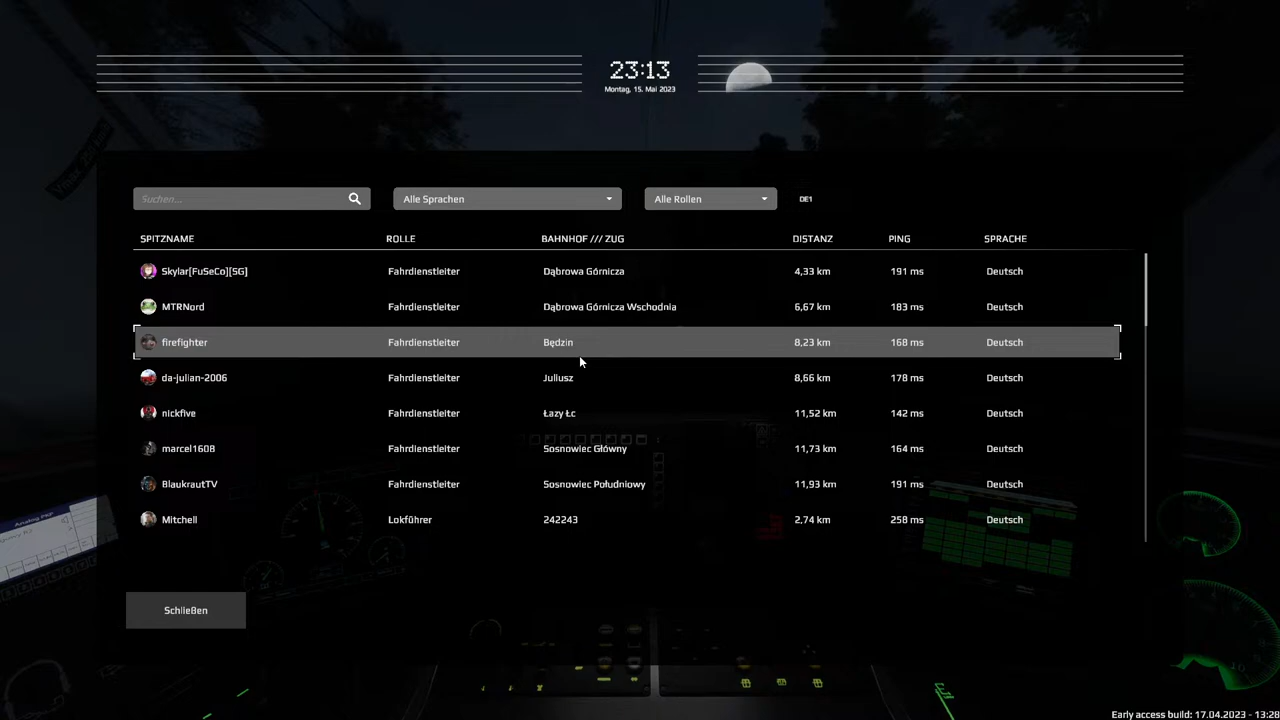 23:13
Montag, 15. Mai 2023
Suchen...
Alle Sprachen
Alle Rollen
DE1
SPITZNAME ROLLE BAHNHOF /// ZUG DISTANZ PING SPRACHE
Skylar[FuSeCo][SG] Fahrdienstleiter Dąbrowa Górnicza 4,33 km 191 ms Deutsch
MTRNord Fahrdienstleiter Dąbrowa Górnicza Wschodnia 6,67 km 183 ms Deutsch
firefighter Fahrdienstleiter Będzin 8,23 km 168 ms Deutsch
da-julian-2006 Fahrdienstleiter Juliusz 8,66 km 178 ms Deutsch
nickfive Fahrdienstleiter Łazy Łc 11,52 km 142 ms Deutsch
marcel1608 Fahrdienstleiter Sosnowiec Główny 11,73 km 164 ms Deutsch
BlaukrautTV Fahrdienstleiter Sosnowiec Południowy 11,93 km 191 ms Deutsch
Mitchell Lokführer 242243 2,74 km 258 ms Deutsch
Schließen
Early access build: 17.04.2023 - 13:28